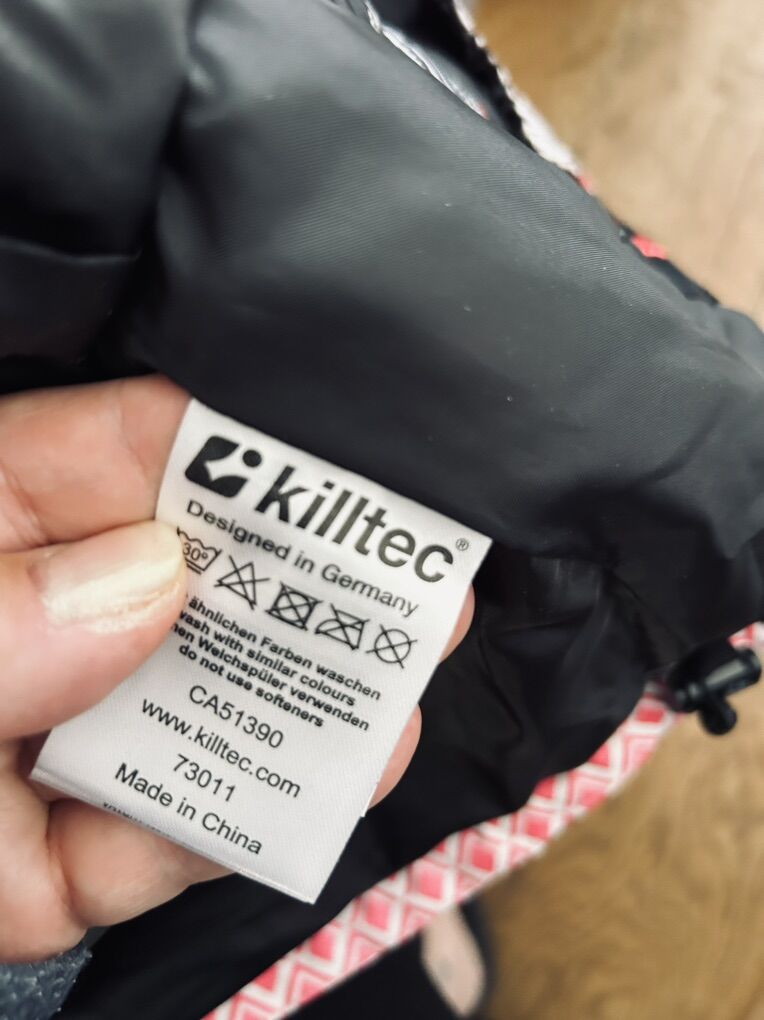 killtec®
Designed in Germany
30°
ähnlichen Farben waschen
wash with similar colours
Weichspüler verwenden
do not use softeners
CA51390
www.killtec.com
73011
Made in China